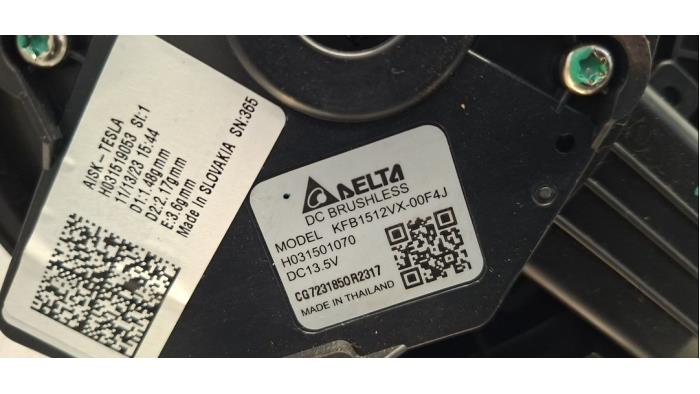 AISK-TESLA
H031519053 St:1
17/13/23 15:44
D1:1.48gmm
D2:2.17gmm
E:3.6gmm
Made In SLOVAKIA SN:365
DELTA
DC BRUSHLESS
MODEL KFB1512VX-00F4J
H031501070
DC13.5V
CG7231850R2317
MADE IN THAILAND